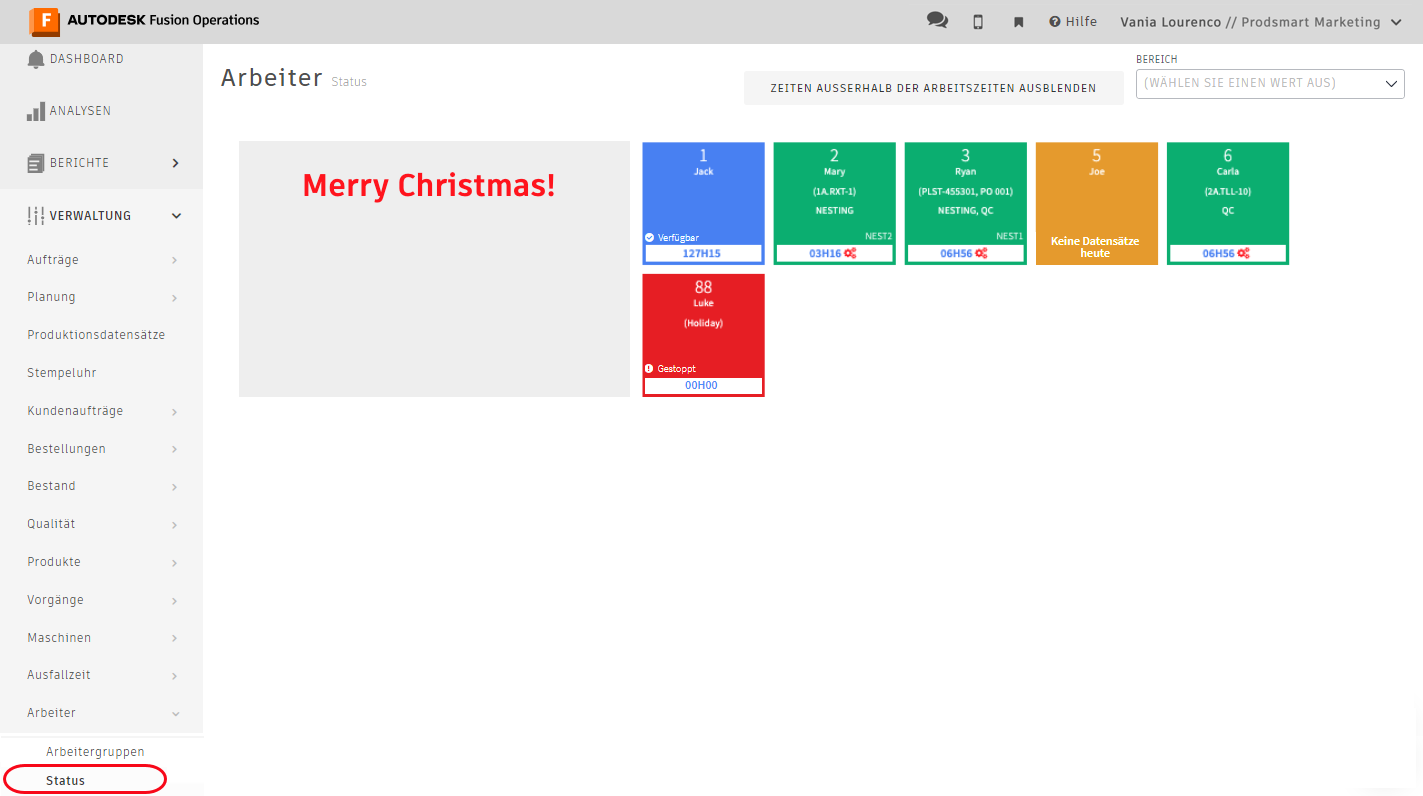 AUTODESK Fusion Operations
Hilfe
Vania Lourenco // Prodsmart Marketing
DASHBOARD
ANALYSEN
BERICHTE
VERWALTUNG
Aufträge
Planung
Produktionsdatensätze
Stempeluhr
Kundenaufträge
Bestellungen
Bestand
Qualität
Produkte
Vorgänge
Maschinen
Ausfallzeit
Arbeiter
Arbeitergruppen
Status
Arbeiter Status
ZEITEN AUSSERHALB DER ARBEITSZEITEN AUSBLENDEN
BEREICH
(WÄHLEN SIE EINEN WERT AUS)
Merry Christmas!
1
Jack
Verfügbar
127H15
2
Mary
(1A.RXT-1)
NESTING
NEST2
03H16
3
Ryan
(PLST-455301, PO 001)
NESTING, QC
NEST1
06H56
5
Joe
Keine Datensätze
heute
6
Carla
(2A.TLL-10)
QC
06H56
88
Luke
(Holiday)
Gestoppt
00H00